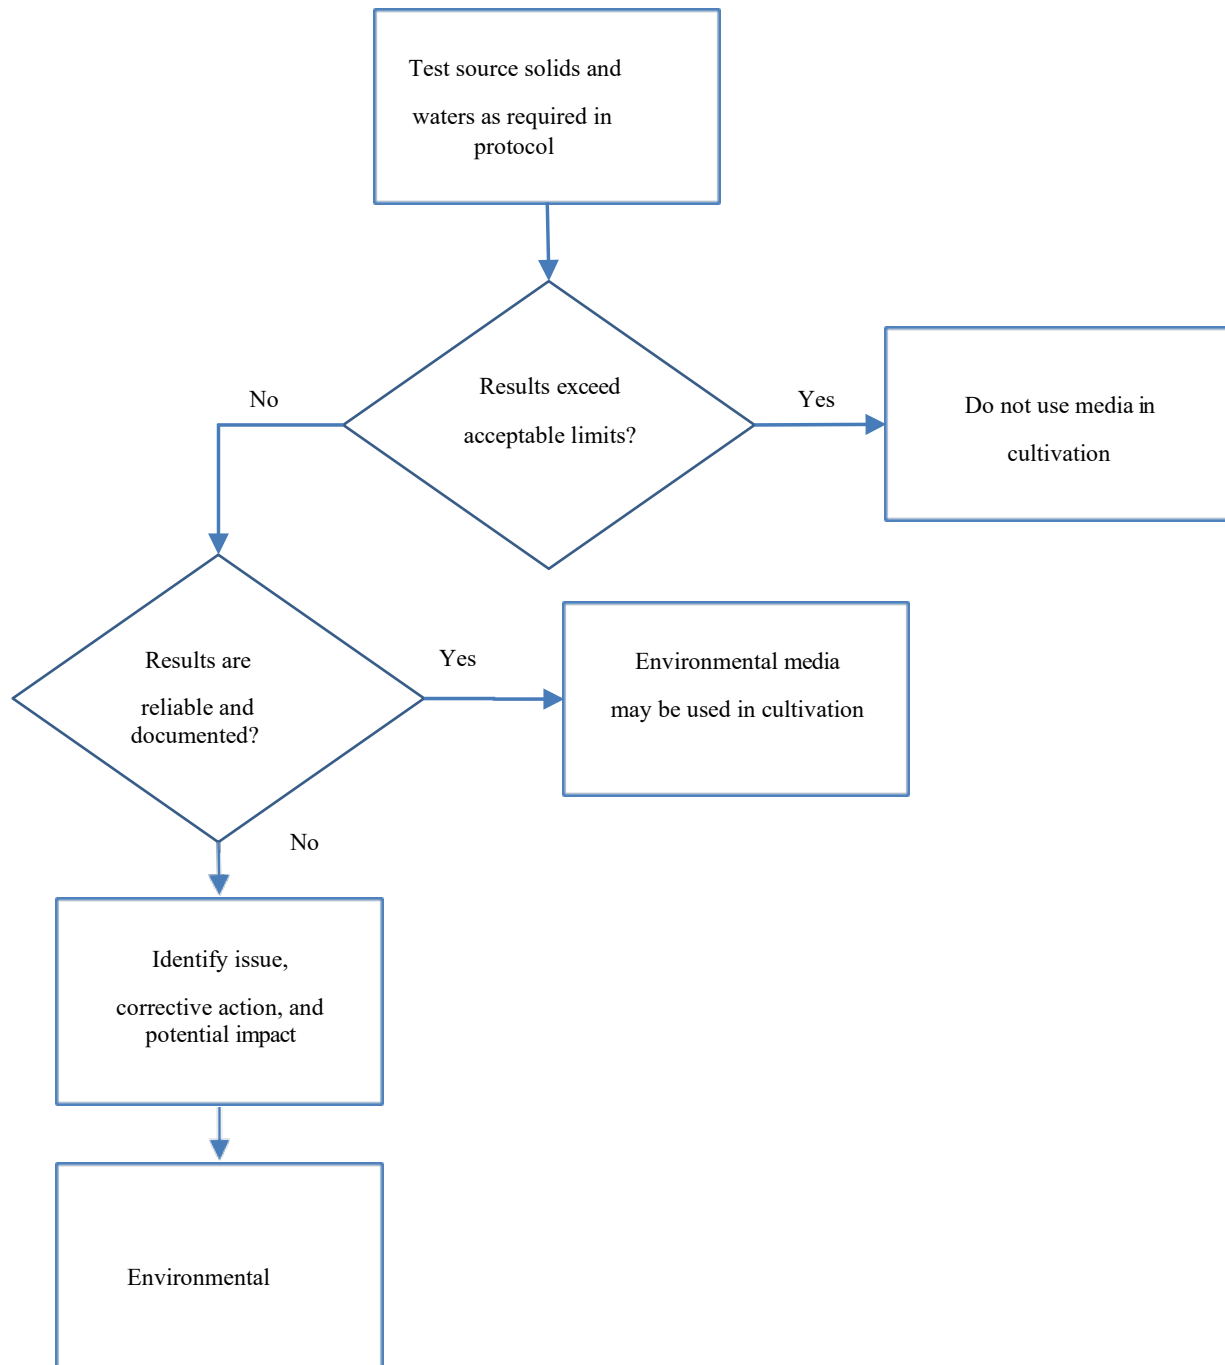 Test source solids and
waters as required in
protocol
Results exceed
acceptable limits?
No
Yes
Do not use media in
cultivation
Results are
reliable and
documented?
Yes
Environmental media
may be used in cultivation
No
Identify issue,
corrective action, and
potential impact
Environmental